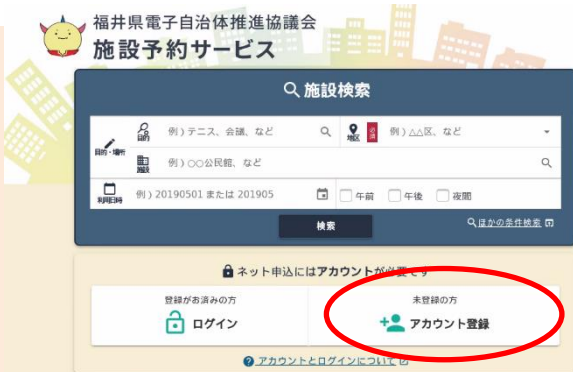 福井県電子自治体推進協議会
施設予約サービス
施設検索
目的・場所
目的
例）テニス、会議、など
地区
必須
例）△△区、など
施設
例）○○公民館、など
利用日時
例）20190501 または 201905
午前
午後
夜間
検索
ほかの条件検索
ネット申込にはアカウントが必要です
登録がお済みの方
ログイン
未登録の方
アカウント登録
アカウントとログインについて